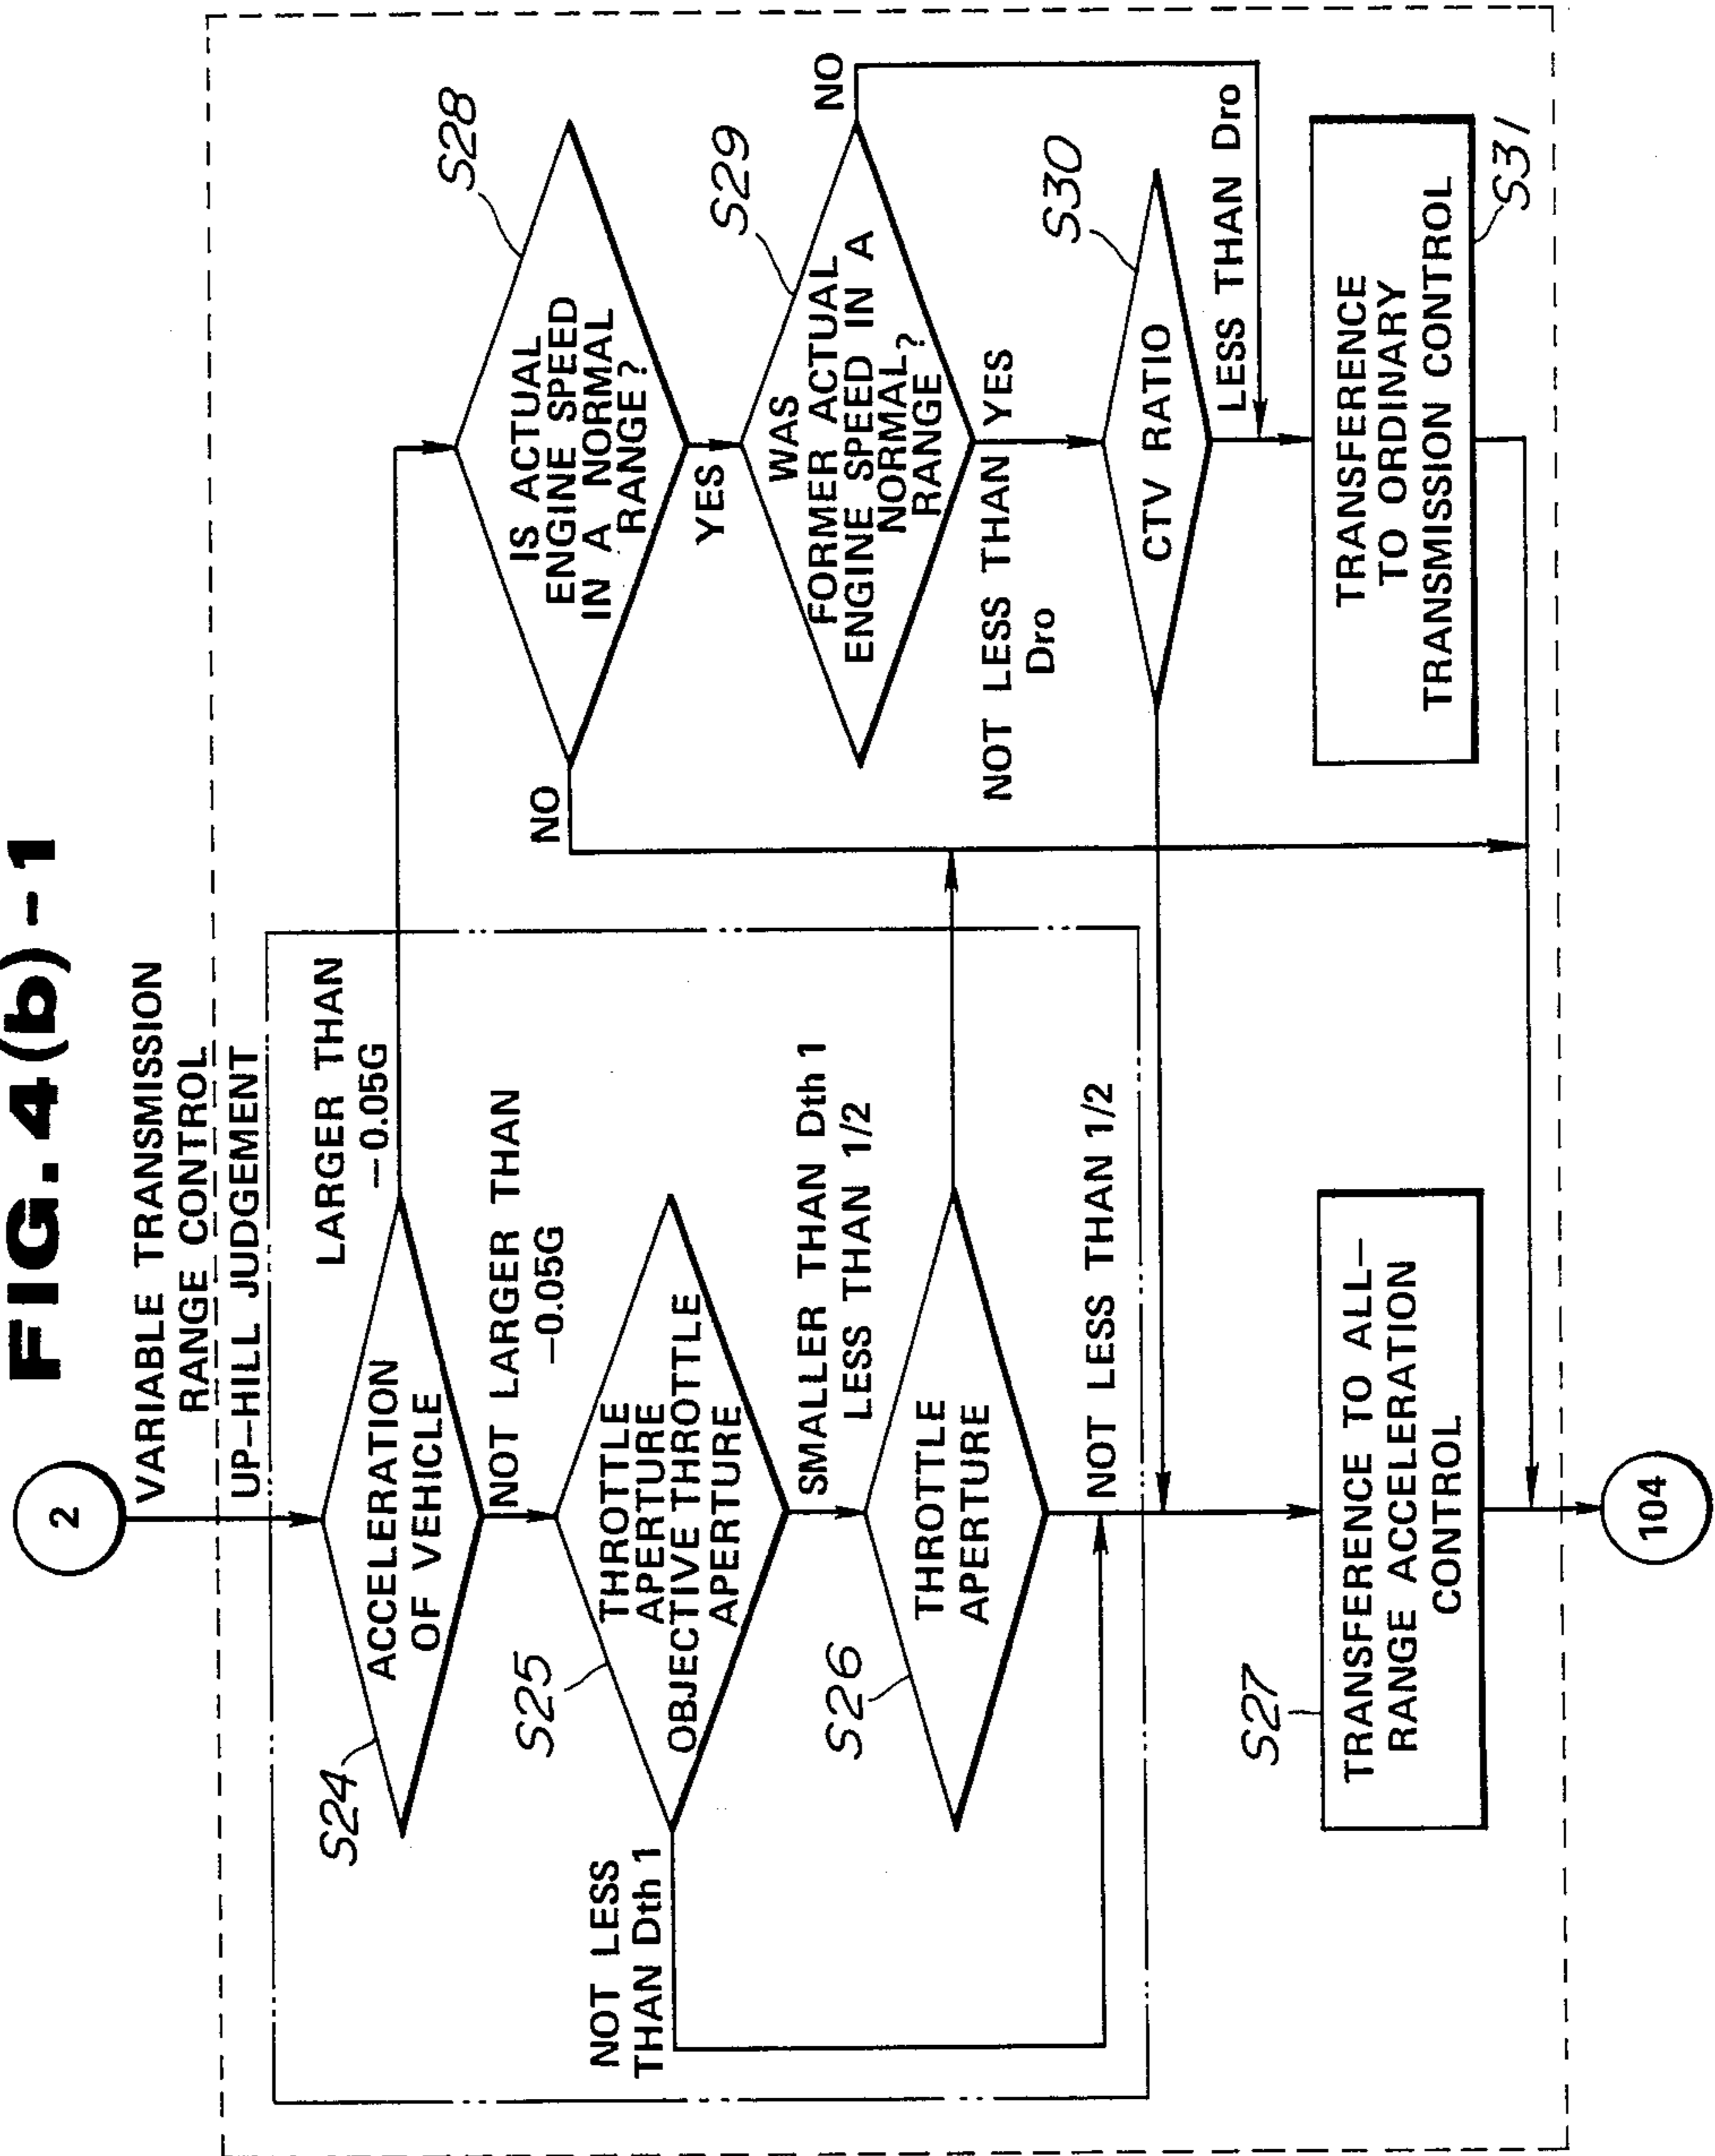 FIG.4(b)-1
2
VARIABLE TRANSMISSION
RANGE CONTROL
UP-HILL JUDGEMENT
S24
ACCELERATION
OF VEHICLE
LARGER THAN
-0.05G
NOT LARGER THAN
-0.05G
S25
THROTTLE
APERTURE
OBJECTIVE THROTTLE
APERTURE
NOT LESS
THAN Dth1
SMALLER THAN Dth1
LESS THAN 1/2
S26
THROTTLE
APERTURE
NOT LESS THAN 1/2
S27
TRANSFERENCE TO ALL-
RANGE ACCELERATION
CONTROL
104
S28
IS ACTUAL
ENGINE SPEED
IN A NORMAL
RANGE?
NO
YES
S29
WAS
FORMER ACTUAL
ENGINE SPEED IN A
NORMAL?
RANGE
NO
YES
NOT LESS THAN
Dro
S30
CTV RATIO
LESS THAN Dro
TRANSFERENCE
TO ORDINARY
TRANSMISSION CONTROL
S31